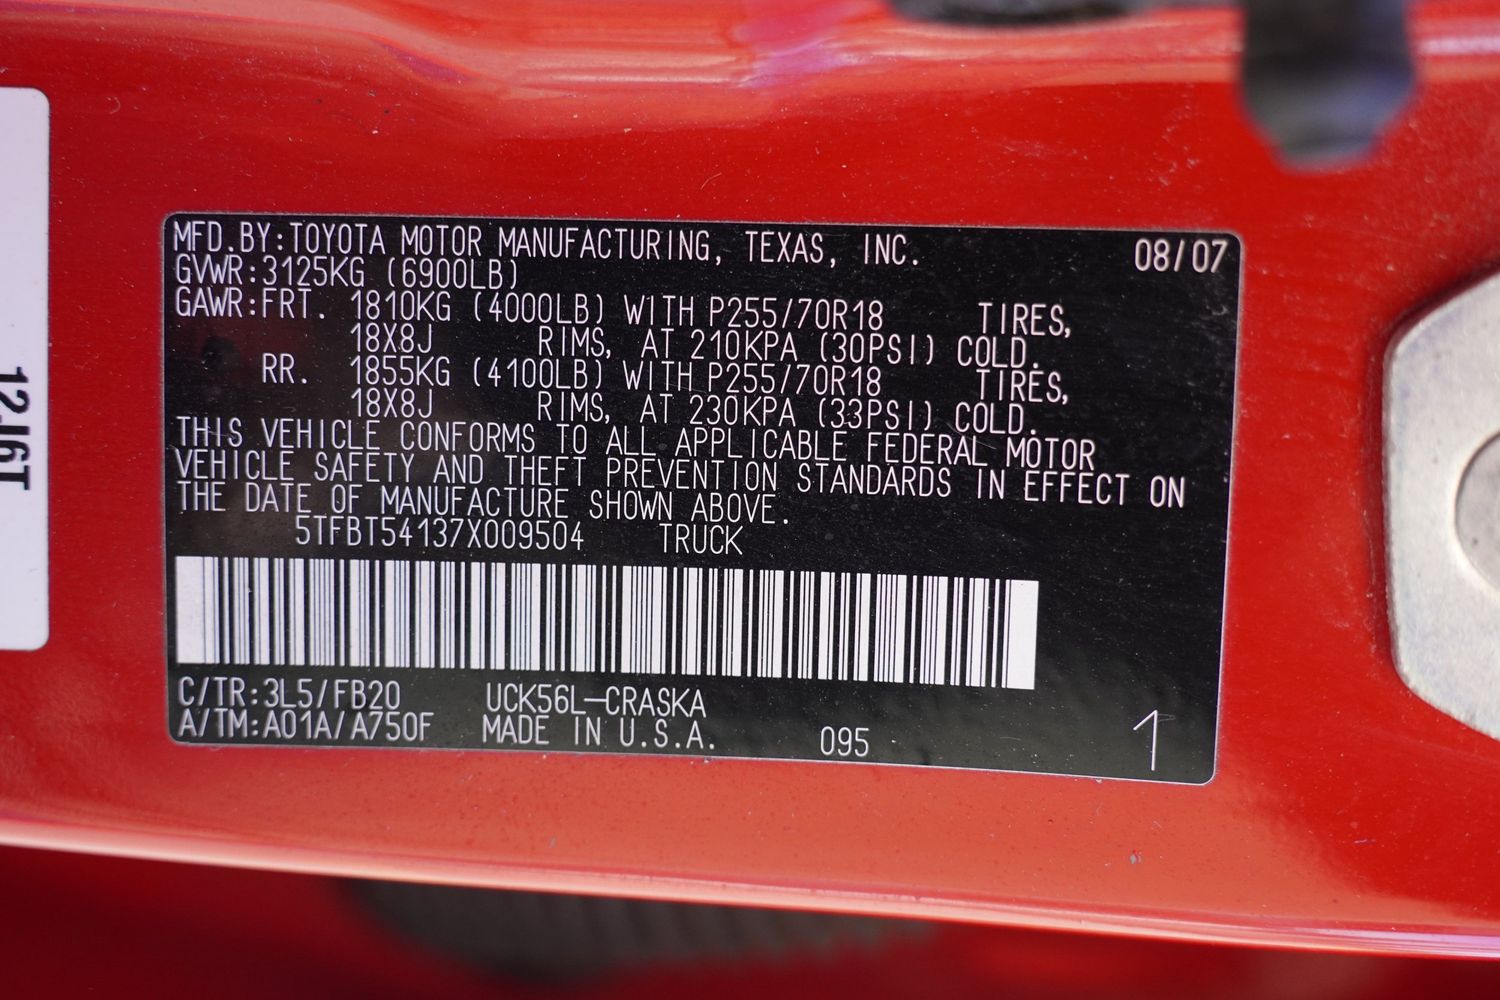 MFD.BY:TOYOTA MOTOR MANUFACTURING, TEXAS, INC. 08/07
GVWR:3125KG (6900LB)
GAWR:FRT. 1810KG (4000LB) WITH P255/70R18 TIRES,
18X8J RIMS, AT 210KPA (30PSI) COLD.
RR. 1855KG (4100LB) WITH P255/70R18 TIRES,
18X8J RIMS, AT 230KPA (33PSI) COLD.
THIS VEHICLE CONFORMS TO ALL APPLICABLE FEDERAL MOTOR
VEHICLE SAFETY AND THEFT PREVENTION STANDARDS IN EFFECT ON
THE DATE OF MANUFACTURE SHOWN ABOVE.
5TFBT54137X009504 TRUCK
C/TR:3L5/FB20 UCK56L-CRASKA
A/TM:A01A/A750F MADE IN U.S.A. 095 1